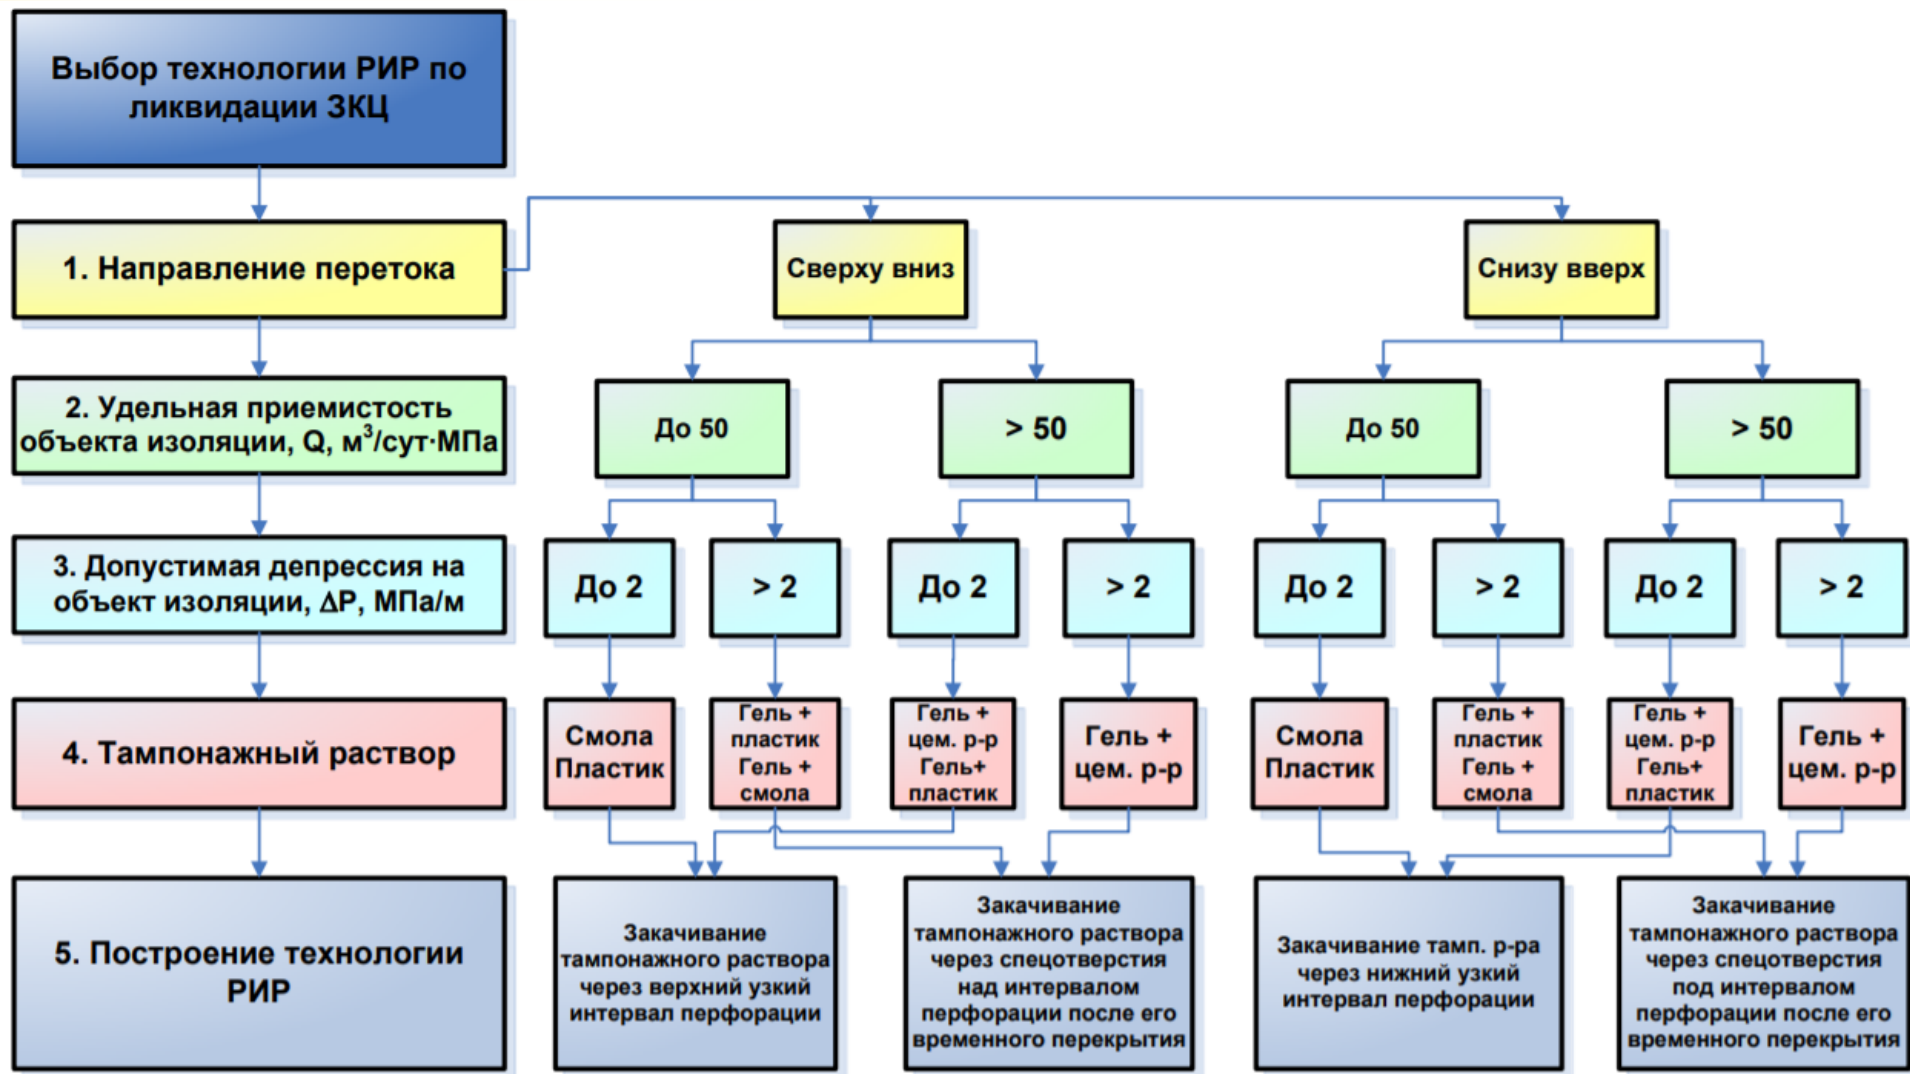 Выбор технологии РИР по
ликвидации ЗКЦ
1. Направление перетока
Сверху вниз
Снизу вверх
2. Удельная приемистость
объекта изоляции, Q, м³/сут·МПа
До 50
> 50
До 50
> 50
3. Допустимая депрессия на
объект изоляции, ΔР, МПа/м
До 2
> 2
До 2
> 2
До 2
> 2
До 2
> 2
4. Тампонажный раствор
Смола
Пластик
Гель +
пластик
Гель +
смола
Гель +
цем. р-р
Гель+
пластик
Гель +
цем. р-р
Смола
Пластик
Гель +
пластик
Гель +
смола
Гель +
цем. р-р
Гель+
пластик
Гель +
цем. р-р
5. Построение технологии
РИР
Закачивание
тампонажного раствора
через верхний узкий
интервал перфорации
Закачивание
тампонажного раствора
через спецотверстия
над интервалом
перфорации после его
временного перекрытия
Закачивание тамп. р-ра
через нижний узкий
интервал перфорации
Закачивание
тампонажного раствора
через спецотверстия
под интервалом
перфорации после его
временного перекрытия